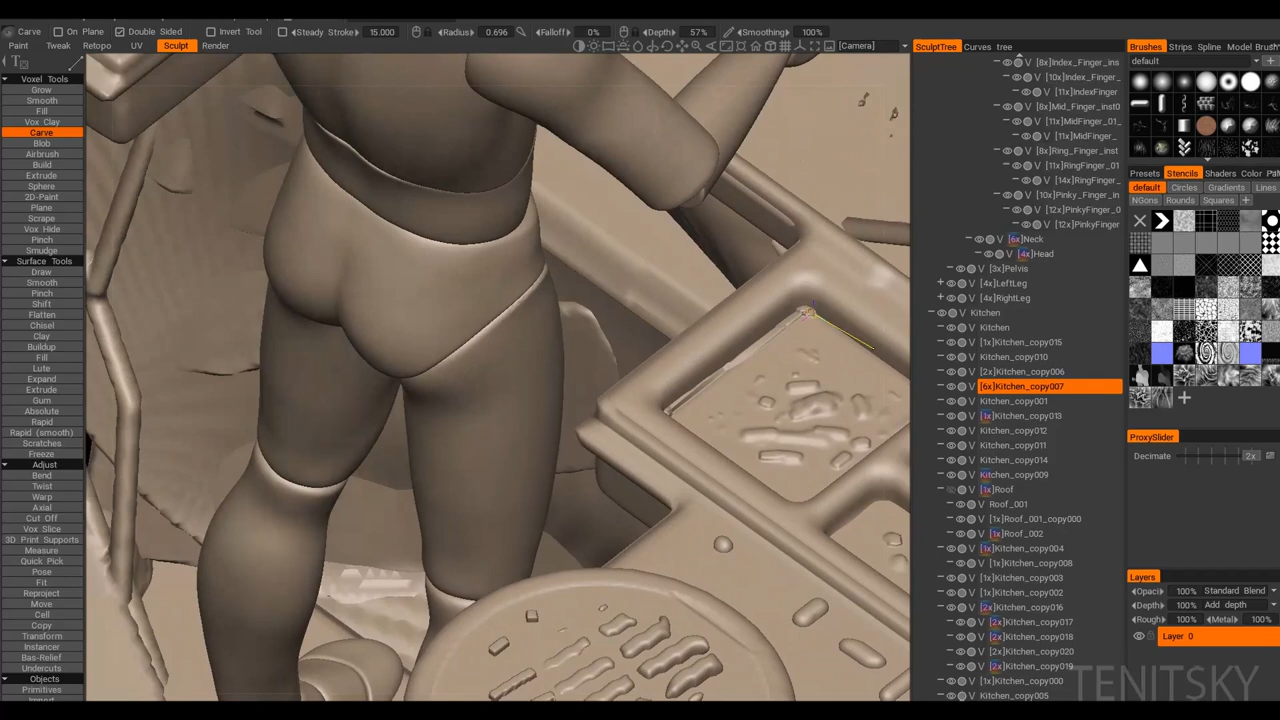 Carve On Plane Double Sided Invert Tool Steady Stroke 15.000 Radius 0.696 Falloff 0% Depth 57% Smoothing 100%
Paint Tweak Retopo UV Sculpt Render [Camera]
Voxel Tools
Grow
Smooth
Fill
Vox Clay
Carve
Blob
Airbrush
Build
Extrude
Sphere
2D-Paint
Plane
Scrape
Vox Hide
Pinch
Smudge
Surface Tools
Draw
Smooth
Pinch
Shift
Flatten
Chisel
Clay
Buildup
Fill
Lute
Expand
Extrude
Gum
Absolute
Rapid
Rapid (smooth)
Scratches
Freeze
Adjust
Bend
Twist
Warp
Axial
Cut Off
Vox Slice
3D Print Supports
Measure
Quick Pick
Pose
Fit
Reproject
Move
Cell
Copy
Transform
Instancer
Bas-Relief
Undercuts
Objects
Primitives
Import
SculptTree Curves tree
V [8x]Index_Finger_ins
V [10x]Index_Finger_
V [11x]IndexFinger
V [8x]Mid_Finger_inst0
V [11x]MidFinger_01_
V [11x]MidFinger_
V [8x]Ring_Finger_inst
V [11x]RingFinger_01
V [14x]RingFinger_
V [10x]Pinky_Finger_in
V [12x]PinkyFinger_0
V [12x]PinkyFinger
V [6x]Neck
V [4x]Head
V [3x]Pelvis
V [4x]LeftLeg
V [4x]RightLeg
V Kitchen
V Kitchen
V [1x]Kitchen_copy015
V Kitchen_copy010
V [2x]Kitchen_copy006
V [6x]Kitchen_copy007
V Kitchen_copy001
V [1x]Kitchen_copy013
V Kitchen_copy012
V Kitchen_copy011
V Kitchen_copy014
V Kitchen_copy009
V [1x]Roof
V Roof_001
V [1x]Roof_001_copy000
V [1x]Roof_002
V [1x]Kitchen_copy004
V [1x]Kitchen_copy008
V [1x]Kitchen_copy003
V [1x]Kitchen_copy002
V [2x]Kitchen_copy016
V [2x]Kitchen_copy017
V [2x]Kitchen_copy018
V [2x]Kitchen_copy020
V [2x]Kitchen_copy019
V [1x]Kitchen_copy000
V Kitchen_copy005
Brushes Strips Spline Model
default
Textures Stencils Shaders Color
default Circles Gradients Lines
NGons Rounds Squares +
ProxySlider
Decimate 2x
Layers
Opaci 100% Standard Blend
Depth 100% Add depth
Rough 100% Metal 100%
Layer 0
TENITSKY